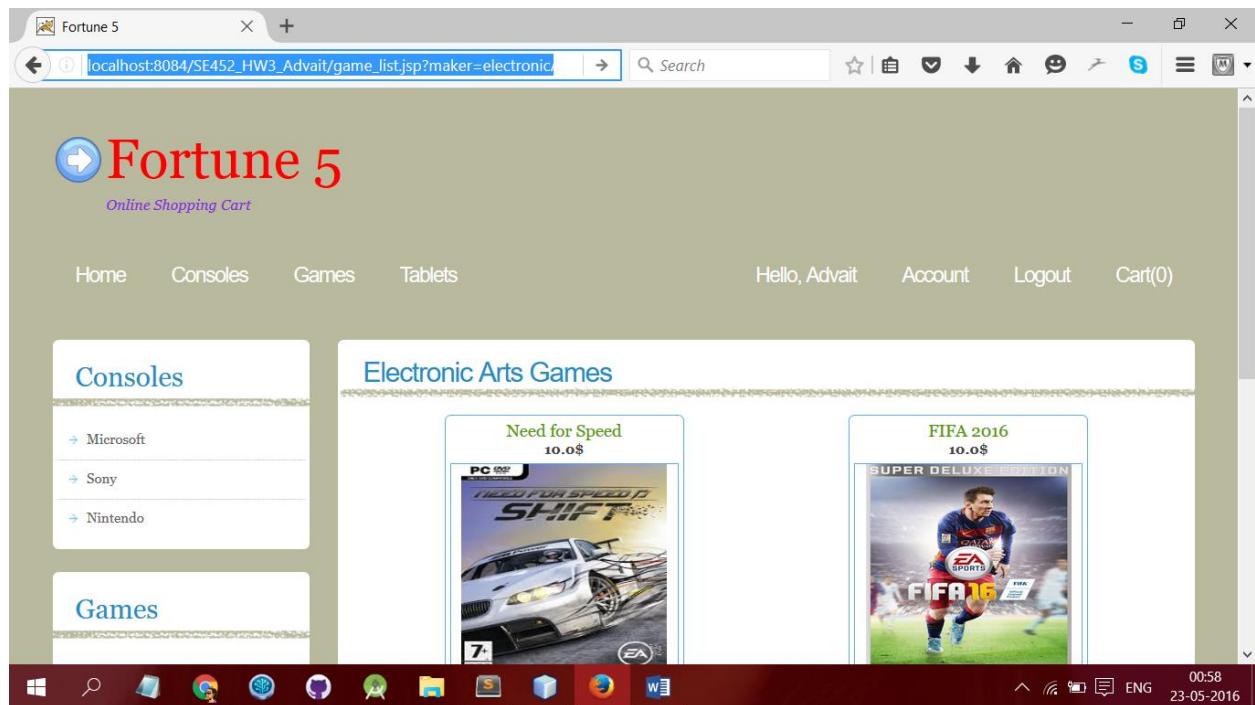 Fortune 5
localhost:8084/SE452_HW3_Advait/game_list.jsp?maker=electronic
Search
Fortune 5
Online Shopping Cart
Home Consoles Games Tablets Hello, Advait Account Logout Cart(0)
Consoles
Microsoft
Sony
Nintendo
Games
Electronic Arts Games
Need for Speed
10.0$
PC DVD
NEED FOR SPEED
SHIFT
7+
EA
FIFA 2016
10.0$
SUPER DELUXE EDITION
EA
SPORTS
FIFA 16
ENG
00:58
23-05-2016